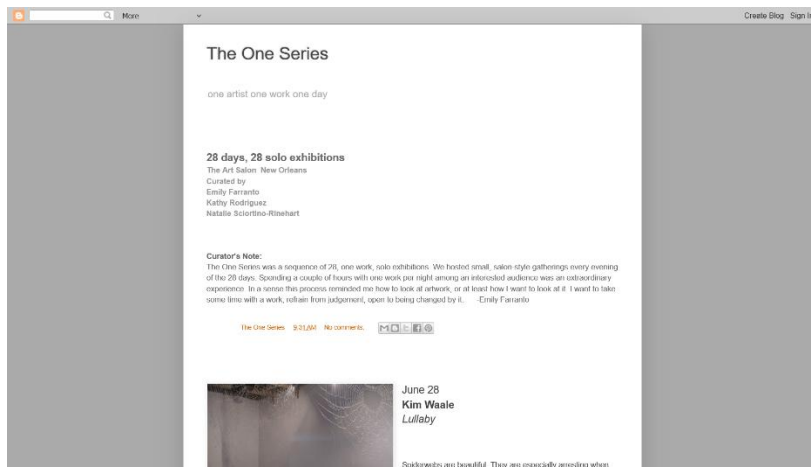 More
Create Blog Sign In
The One Series
one artist one work one day
28 days, 28 solo exhibitions
The Art Salon New Orleans
Curated by
Emily Farranto
Kathy Rodriguez
Natalie Sciortino-Rinehart
Curator's Note:
The One Series was a sequence of 28, one work, solo exhibitions. We hosted small, salon-style gatherings every evening
of the 28 days. Spending a couple of hours with one work per night among an interested audience was an extraordinary
experience. In a sense this process reminded me how to look at artwork, or at least how I want to look at it. I want to take
some time with a work, refrain from judgement, open to being changed by it. -Emily Farranto
The One Series 9:31 AM No comments:
June 28
Kim Waale
Lullaby
Spiderwebs are beautiful. They are especially arresting when